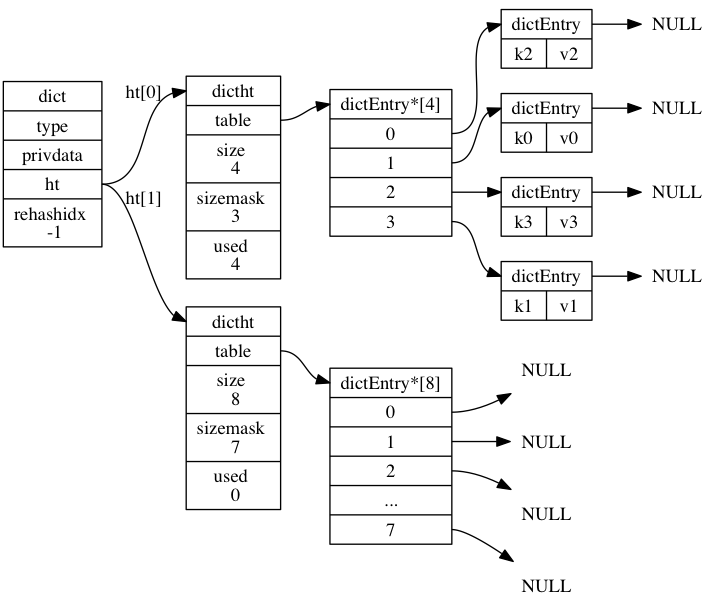 dict
type
privdata
ht
rehashidx
-1
ht[0]
ht[1]
dictht
table
size
4
sizemask
3
used
4
dictht
table
size
8
sizemask
7
used
0
dictEntry*[4]
0
1
2
3
dictEntry*[8]
0
1
2
...
7
dictEntry
k2 v2
NULL
dictEntry
k0 v0
NULL
dictEntry
k3 v3
NULL
dictEntry
k1 v1
NULL
NULL
NULL
NULL
NULL